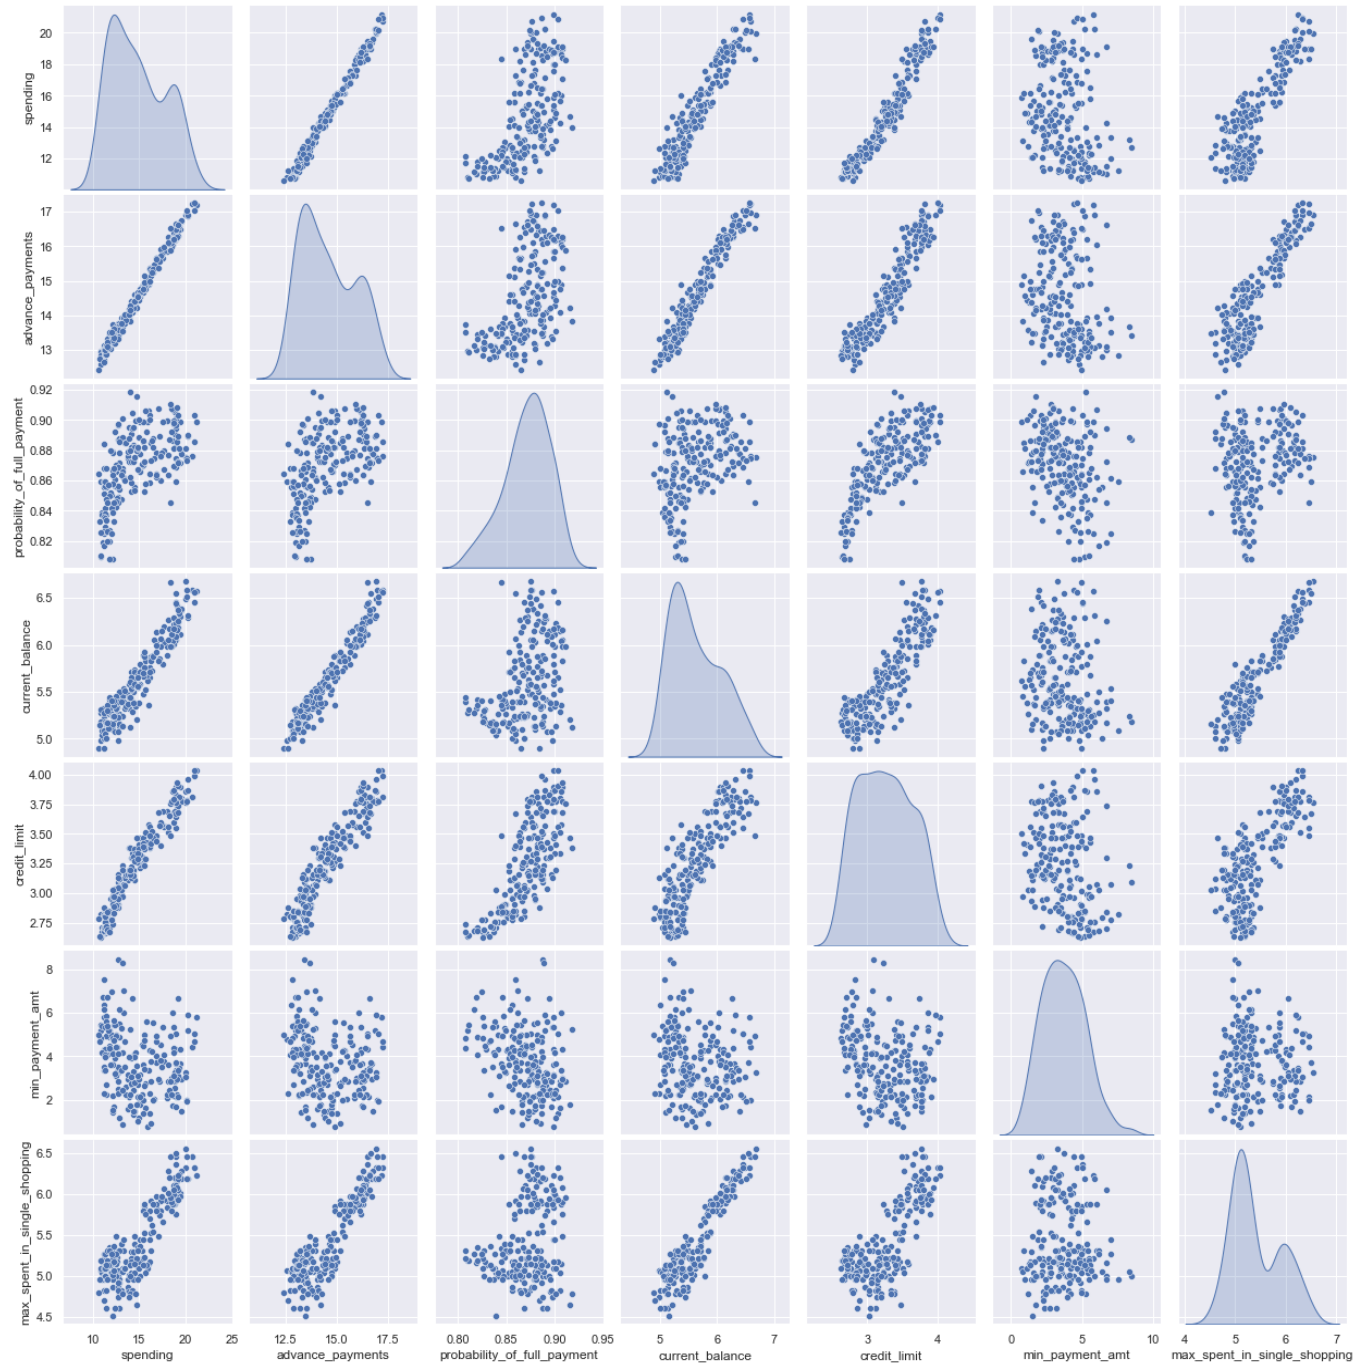 20
18
16
14
12
spending
17
16
15
14
13
advance_payments
0.92
0.90
0.88
0.86
0.84
0.82
probability_of_full_payment
6.5
6.0
5.5
5.0
current_balance
4.00
3.75
3.50
3.25
3.00
2.75
credit_limit
8
6
4
2
min_payment_amt
6.5
6.0
5.5
5.0
4.5
max_spent_in_single_shopping
10 15 20 25
spending
12.5 15.0 17.5
advance_payments
0.80 0.85 0.90 0.95
probability_of_full_payment
5 6 7
current_balance
3 4
credit_limit
0 5 10
min_payment_amt
4 5 6 7
max_spent_in_single_shopping